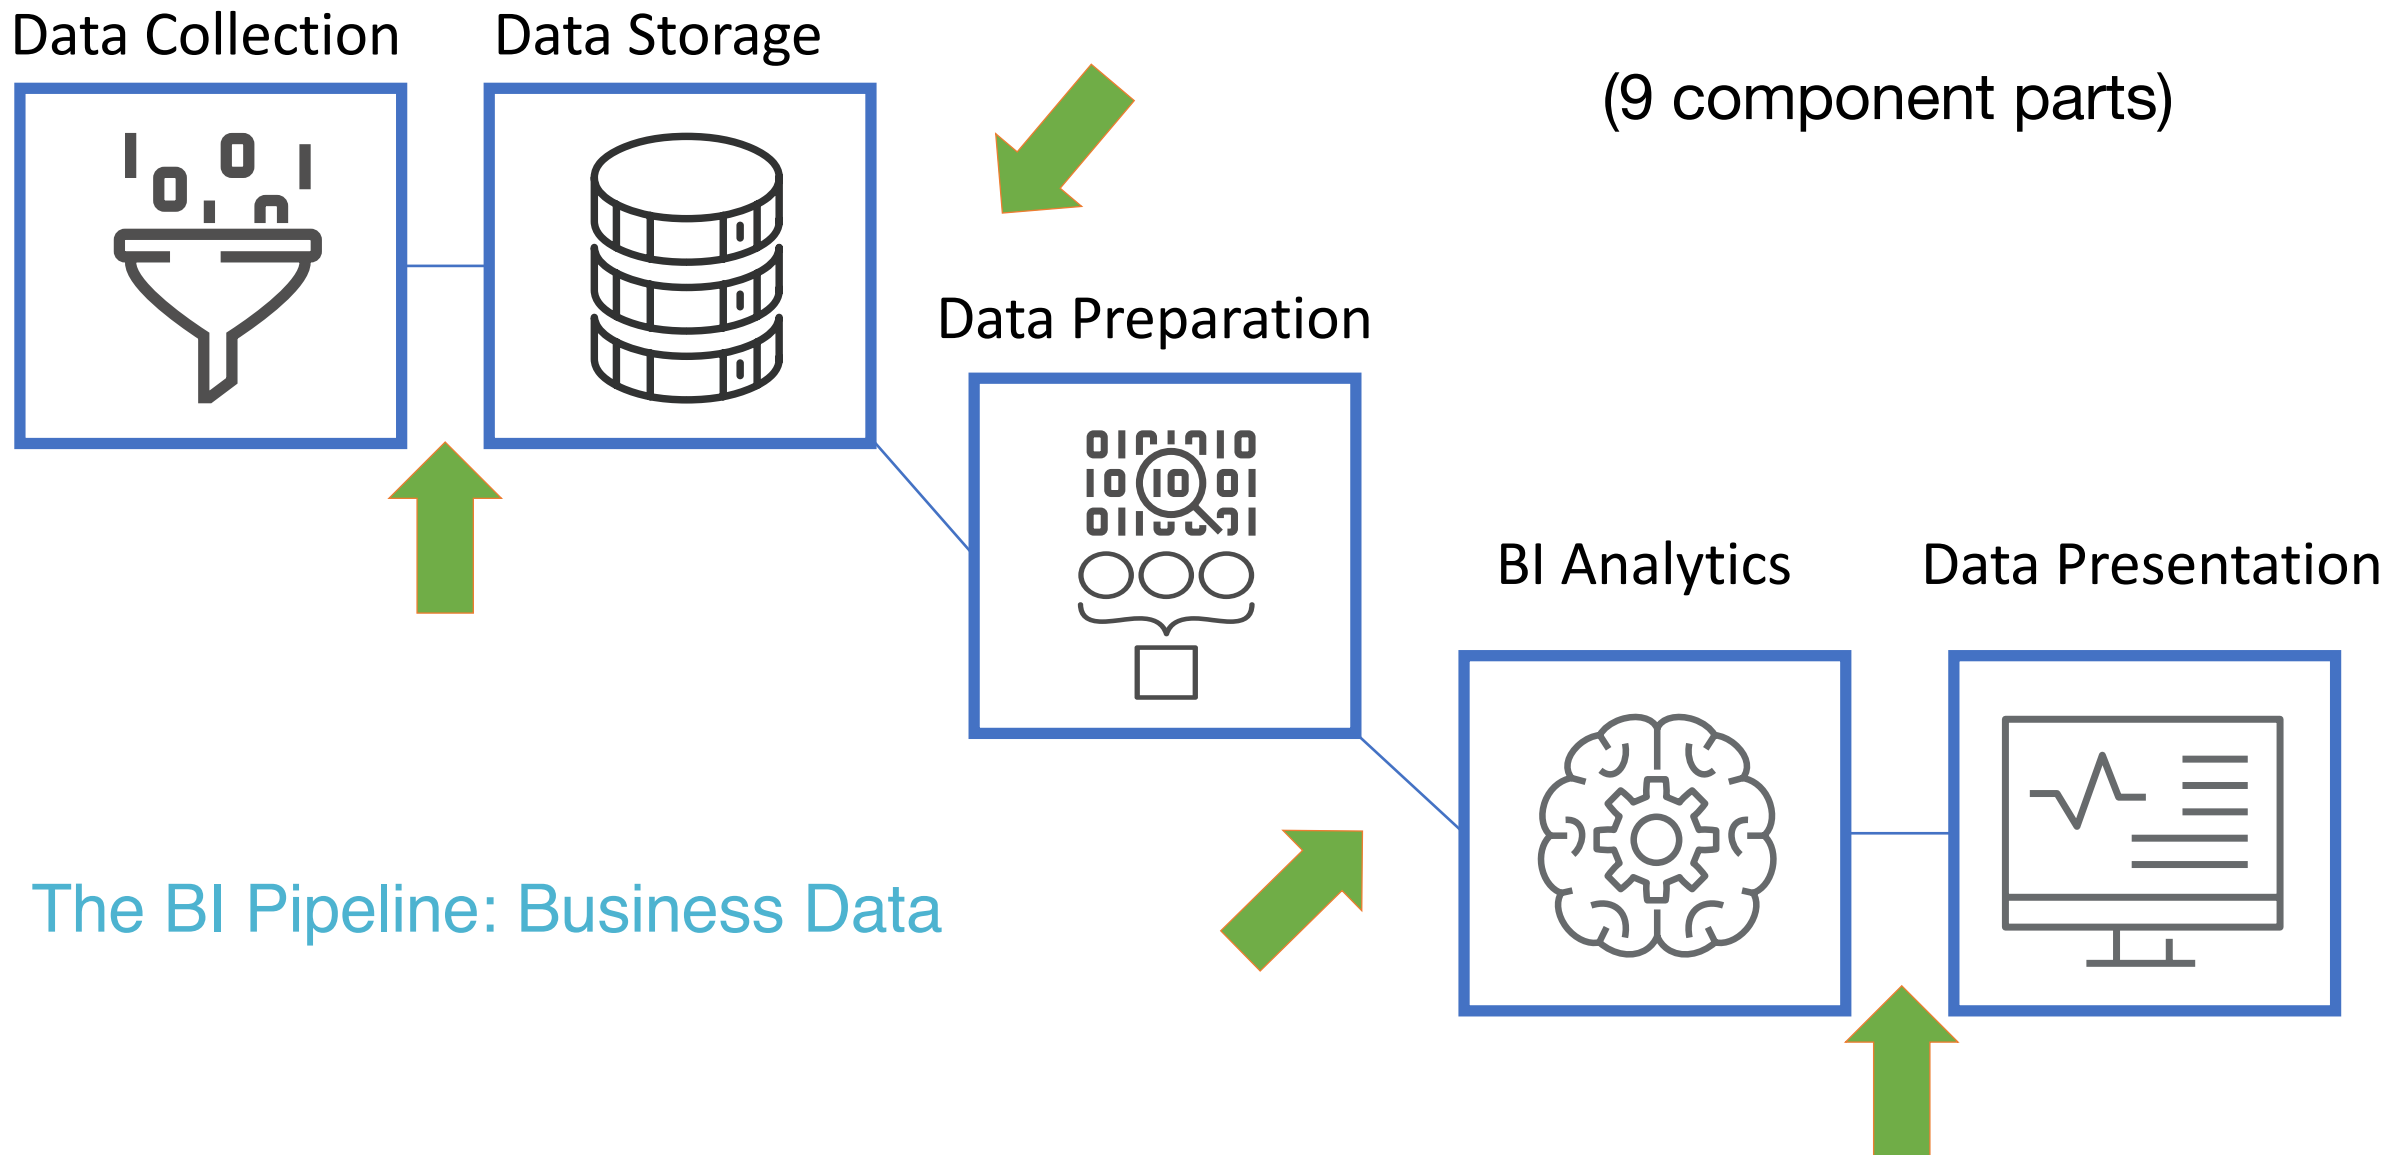 Data Collection
Data Storage
(9 component parts)
Data Preparation
BI Analytics
Data Presentation
The BI Pipeline: Business Data